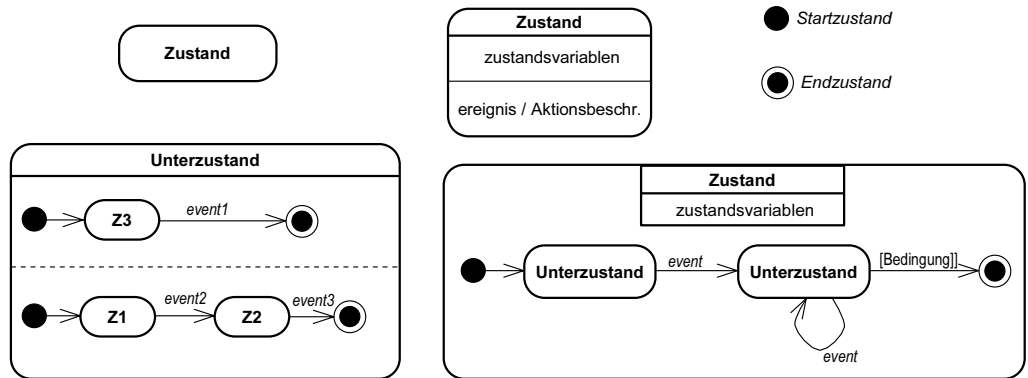 Zustand
Zustand
zustandsvariablen
ereignis / Aktionsbeschr.
Startzustand
Endzustand
Unterzustand
Z3
event1
Z1
event2
Z2
event3
Zustand
zustandsvariablen
Unterzustand
event
Unterzustand
[Bedingung]]
event